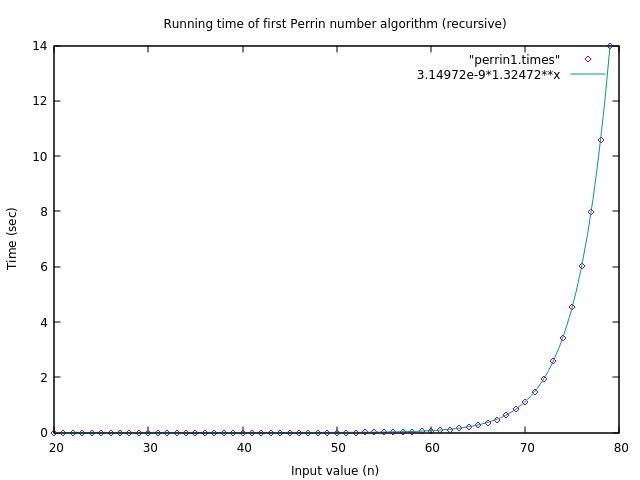 Running time of first Perrin number algorithm (recursive)
14
"perrin1.times"
3.14972e-9*1.32472**x
12
10
8
Time (sec)
6
4
2
0
20 30 40 50 60 70 80
Input value (n)